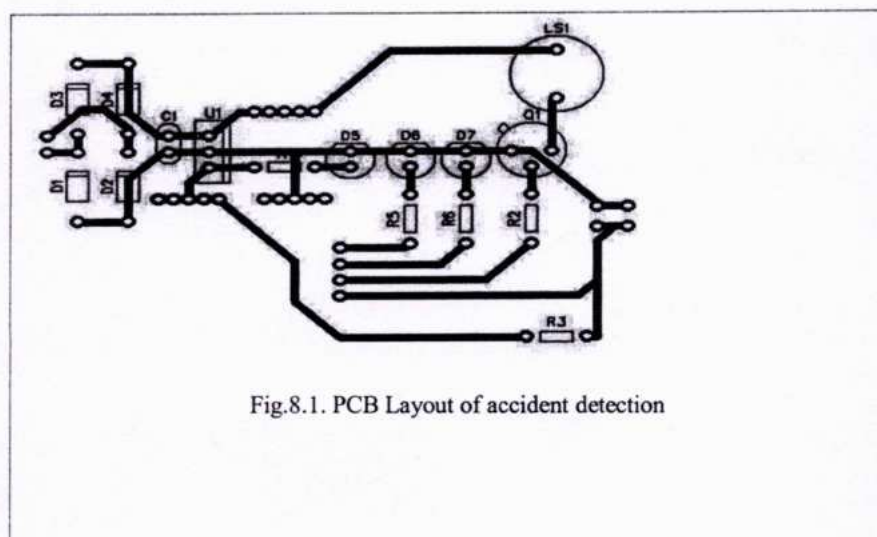 LS1
D3
D4
C1
U1
D5
D6
D7
Q1
D1
D2
R5
R6
R2
R3
Fig.8.1. PCB Layout of accident detection